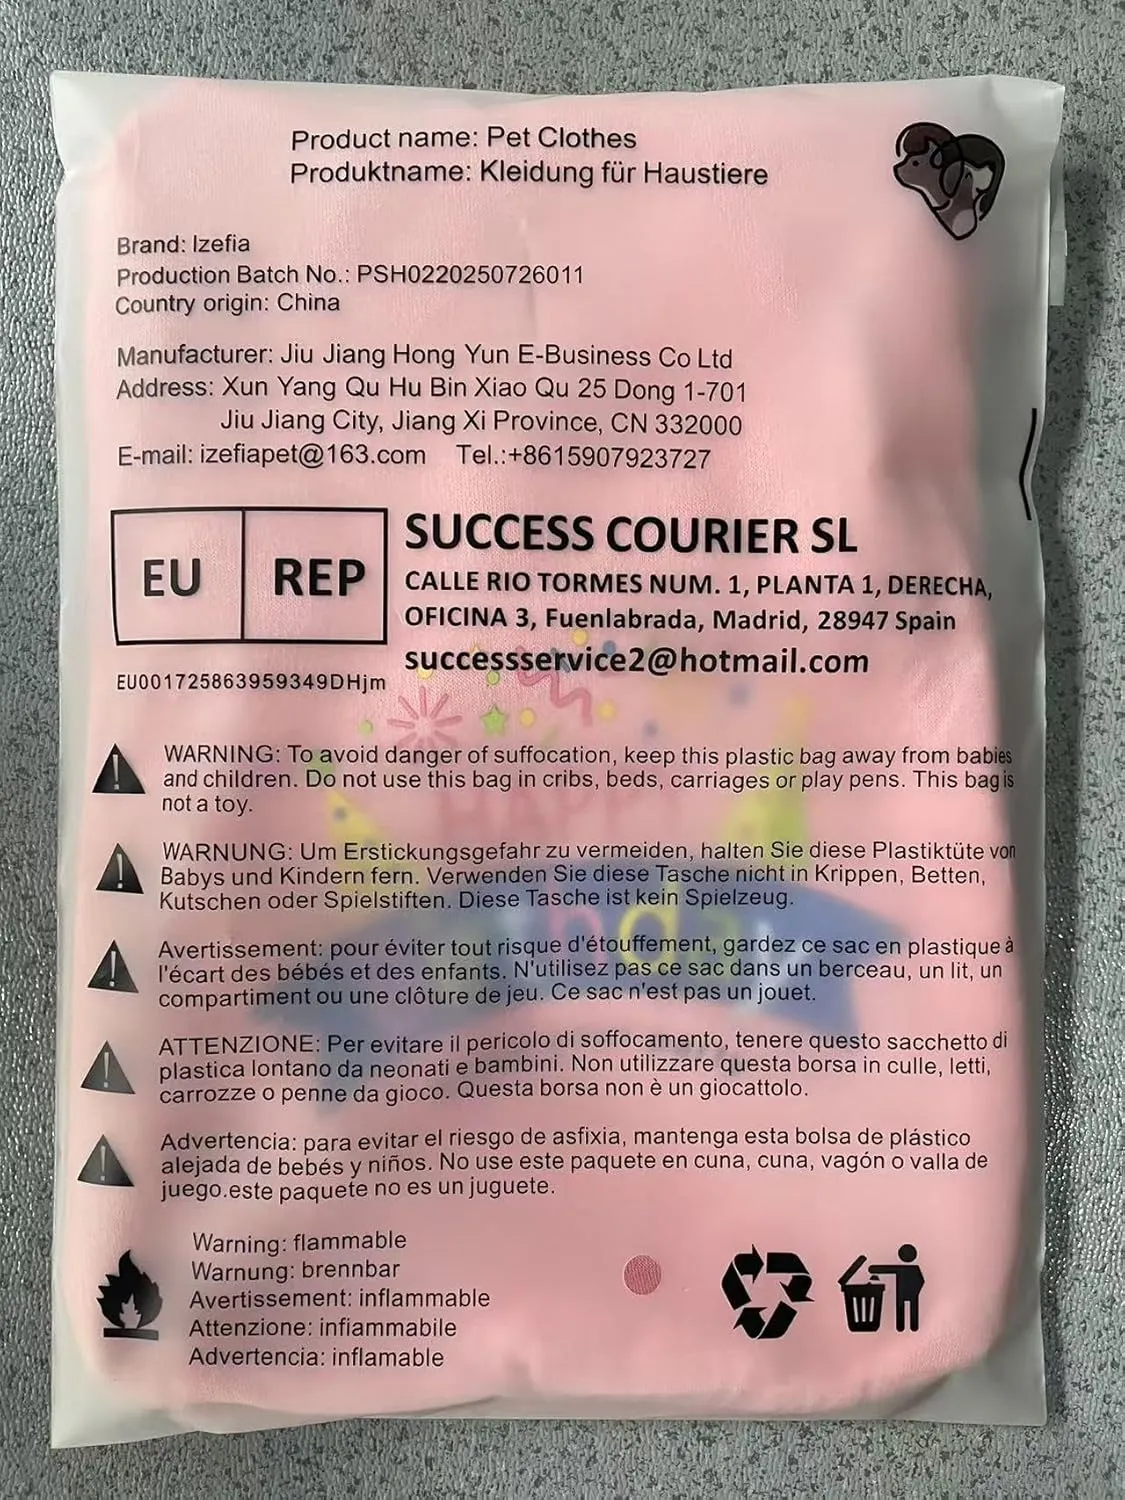 Product name: Pet Clothes
Produktname: Kleidung für Haustiere
Brand: Izefia
Production Batch No.: PSH0220250726011
Country origin: China
Manufacturer: Jiu Jiang Hong Yun E-Business Co Ltd
Address: Xun Yang Qu Hu Bin Xiao Qu 25 Dong 1-701
Jiu Jiang City, Jiang Xi Province, CN 332000
E-mail: izefiapet@163.com Tel.:+8615907923727
EU REP
SUCCESS COURIER SL
CALLE RIO TORMES NUM. 1, PLANTA 1, DERECHA,
OFICINA 3, Fuenlabrada, Madrid, 28947 Spain
successservice2@hotmail.com
EU001725863959349DHjm
WARNING: To avoid danger of suffocation, keep this plastic bag away from babies
and children. Do not use this bag in cribs, beds, carriages or play pens. This bag is
not a toy.
WARNUNG: Um Erstickungsgefahr zu vermeiden, halten Sie diese Plastiktüte von
Babys und Kindern fern. Verwenden Sie diese Tasche nicht in Krippen, Betten,
Kutschen oder Spielstiften. Diese Tasche ist kein Spielzeug.
Avertissement: pour éviter tout risque d'étouffement, gardez ce sac en plastique à
l'écart des bébés et des enfants. N'utilisez pas ce sac dans un berceau, un lit, un
compartiment ou une clôture de jeu. Ce sac n'est pas un jouet.
ATTENZIONE: Per evitare il pericolo di soffocamento, tenere questo sacchetto di
plastica lontano da neonati e bambini. Non utilizzare questa borsa in culle, letti,
carrozze o penne da gioco. Questa borsa non è un giocattolo.
Advertencia: para evitar el riesgo de asfixia, mantenga esta bolsa de plástico
alejada de bebés y niños. No use este paquete en cuna, cuna, vagón o valla de
juego.este paquete no es un juguete.
Warning: flammable
Warnung: brennbar
Avertissement: inflammable
Attenzione: infiammabile
Advertencia: inflamable
HAPPY